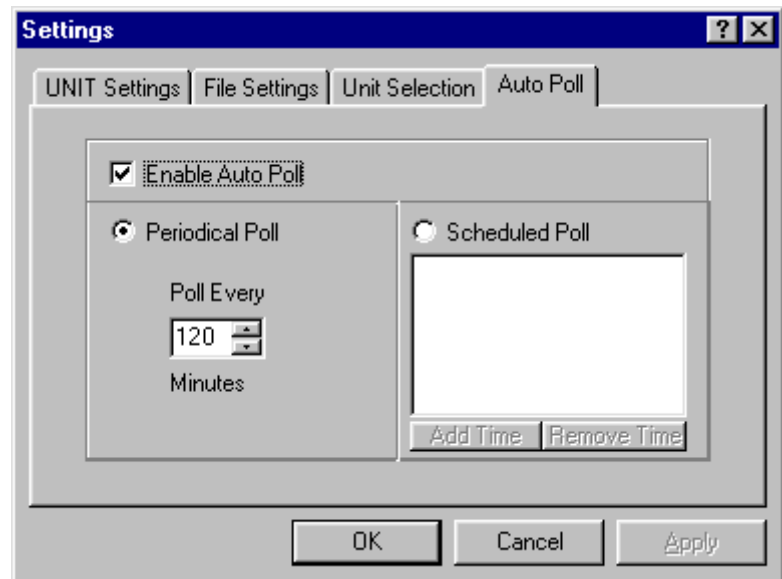 Settings
UNIT Settings File Settings Unit Selection Auto Poll
Enable Auto Poll
Periodical Poll
Poll Every
120
Minutes
Scheduled Poll
Add Time Remove Time
OK Cancel Apply